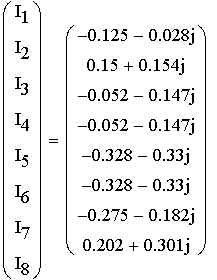 I1
I2
I3
I4
I5
I6
I7
I8
=
−0.125 − 0.028j
0.15 + 0.154j
−0.052 − 0.147j
−0.052 − 0.147j
−0.328 − 0.33j
−0.328 − 0.33j
−0.275 − 0.182j
0.202 + 0.301j